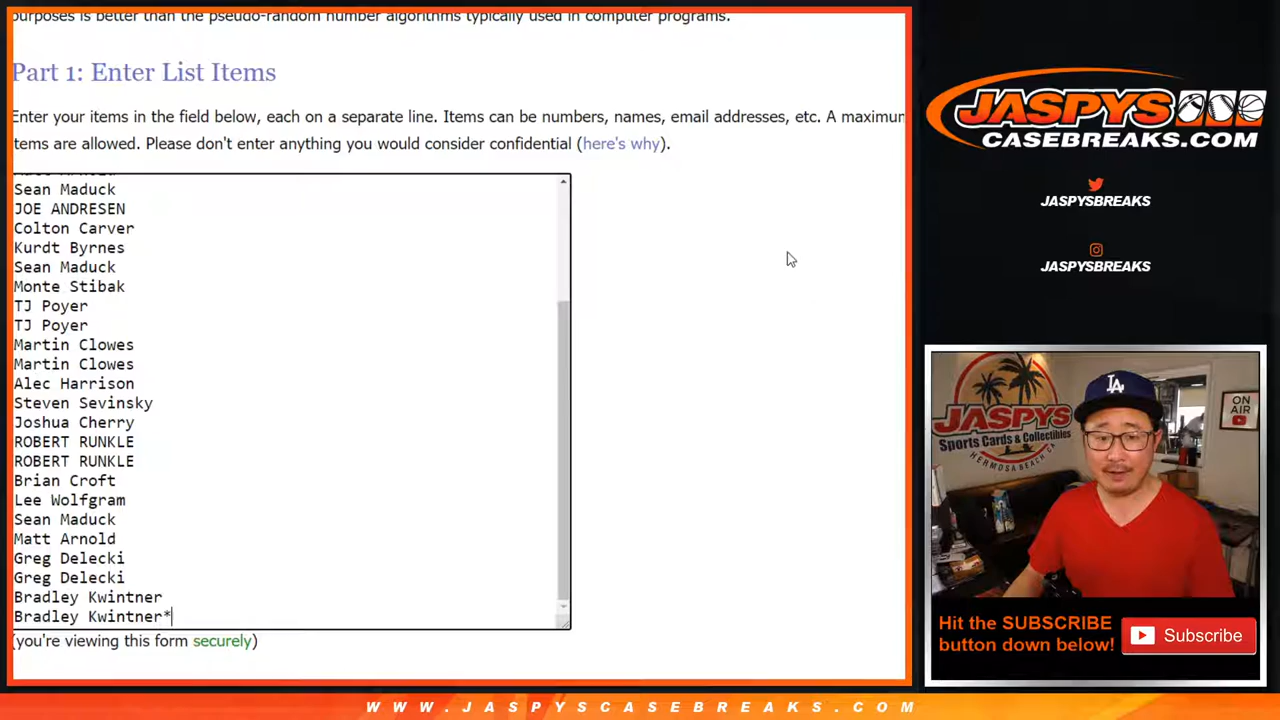 purposes is better than the pseudo-random number algorithms typically used in computer programs.
Part 1: Enter List Items
Enter your items in the field below, each on a separate line. Items can be numbers, names, email addresses, etc. A maximum
items are allowed. Please don't enter anything you would consider confidential (here's why).
Sean Maduck
JOE ANDRESEN
Colton Carver
Kurdt Byrnes
Sean Maduck
Monte Stibak
TJ Poyer
TJ Poyer
Martin Clowes
Martin Clowes
Alec Harrison
Steven Sevinsky
Joshua Cherry
ROBERT RUNKLE
ROBERT RUNKLE
Brian Croft
Lee Wolfgram
Sean Maduck
Matt Arnold
Greg Delecki
Greg Delecki
Bradley Kwintner
Bradley Kwintner*
(you're viewing this form securely)
JASPYS
CASEBREAKS.COM
JASPYSBREAKS
JASPYSBREAKS
JASPYS
Sports Cards & Collectibles
HERMOSA BEACH, CA
LA
ON
AIR
Hit the SUBSCRIBE
button down below!
Subscribe
WWW.JASPYSCASEBREAKS.COM